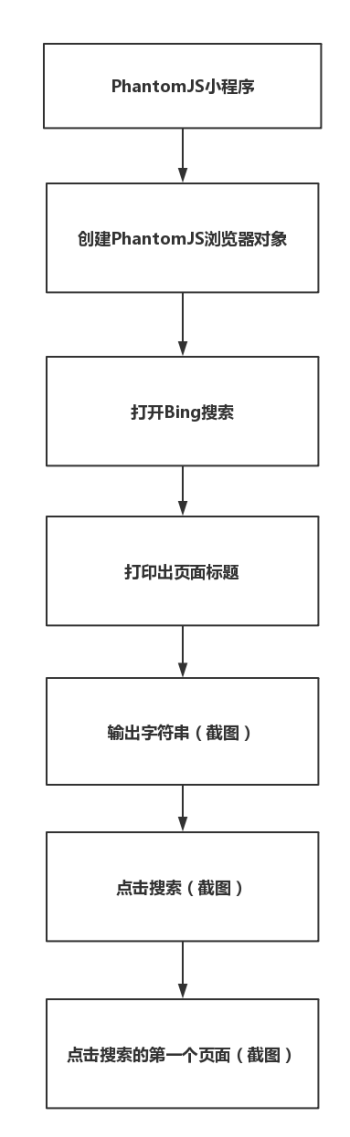 PhantomJS小程序
创建PhantomJS浏览器对象
打开Bing搜索
打印出页面标题
输出字符串（截图）
点击搜索（截图）
点击搜索的第一个页面（截图）